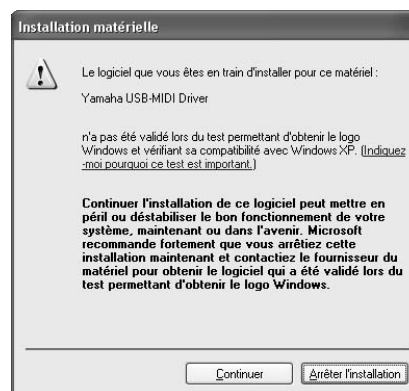 Installation matérielle
Le logiciel que vous êtes en train d'installer pour ce matériel :
Yamaha USB-MIDI Driver
n'a pas été validé lors du test permettant d'obtenir le logo
Windows et vérifiant sa compatibilité avec Windows XP. (Indiquez
-moi pourquoi ce test est important.)
Continuer l'installation de ce logiciel peut mettre en
péril ou déstabiliser le bon fonctionnement de votre
système, maintenant ou dans l'avenir. Microsoft
recommande fortement que vous arrêtiez cette
installation maintenant et contactiez le fournisseur du
matériel pour obtenir le logiciel qui a été validé lors du
test permettant d'obtenir le logo Windows.
Continuer
Arrêter l'installation